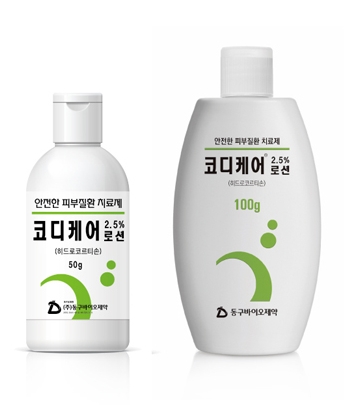 안전한 피부질환 치료제
코디케어 2.5%
로션
(히드로코르티손)
50g
(주)동구바이오제약
안전한 피부질환 치료제
코디케어® 2.5%
로션
(히드로코르티손)
100g
동구바이오제약